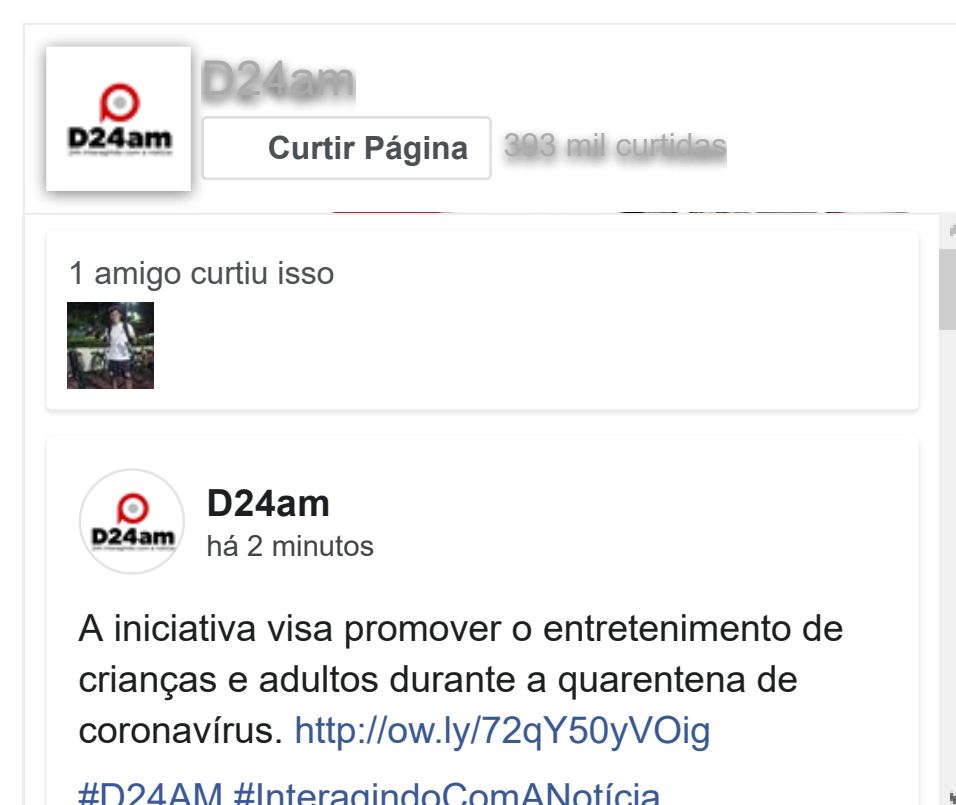 D24am
D24am
Curtir Página
393 mil curtidas
1 amigo curtiu isso
D24am
D24am
há 2 minutos
A iniciativa visa promover o entretenimento de
crianças e adultos durante a quarentena de
coronavírus. http://ow.ly/72qY50yVOig
#D24AM #InteragindoComANotícia